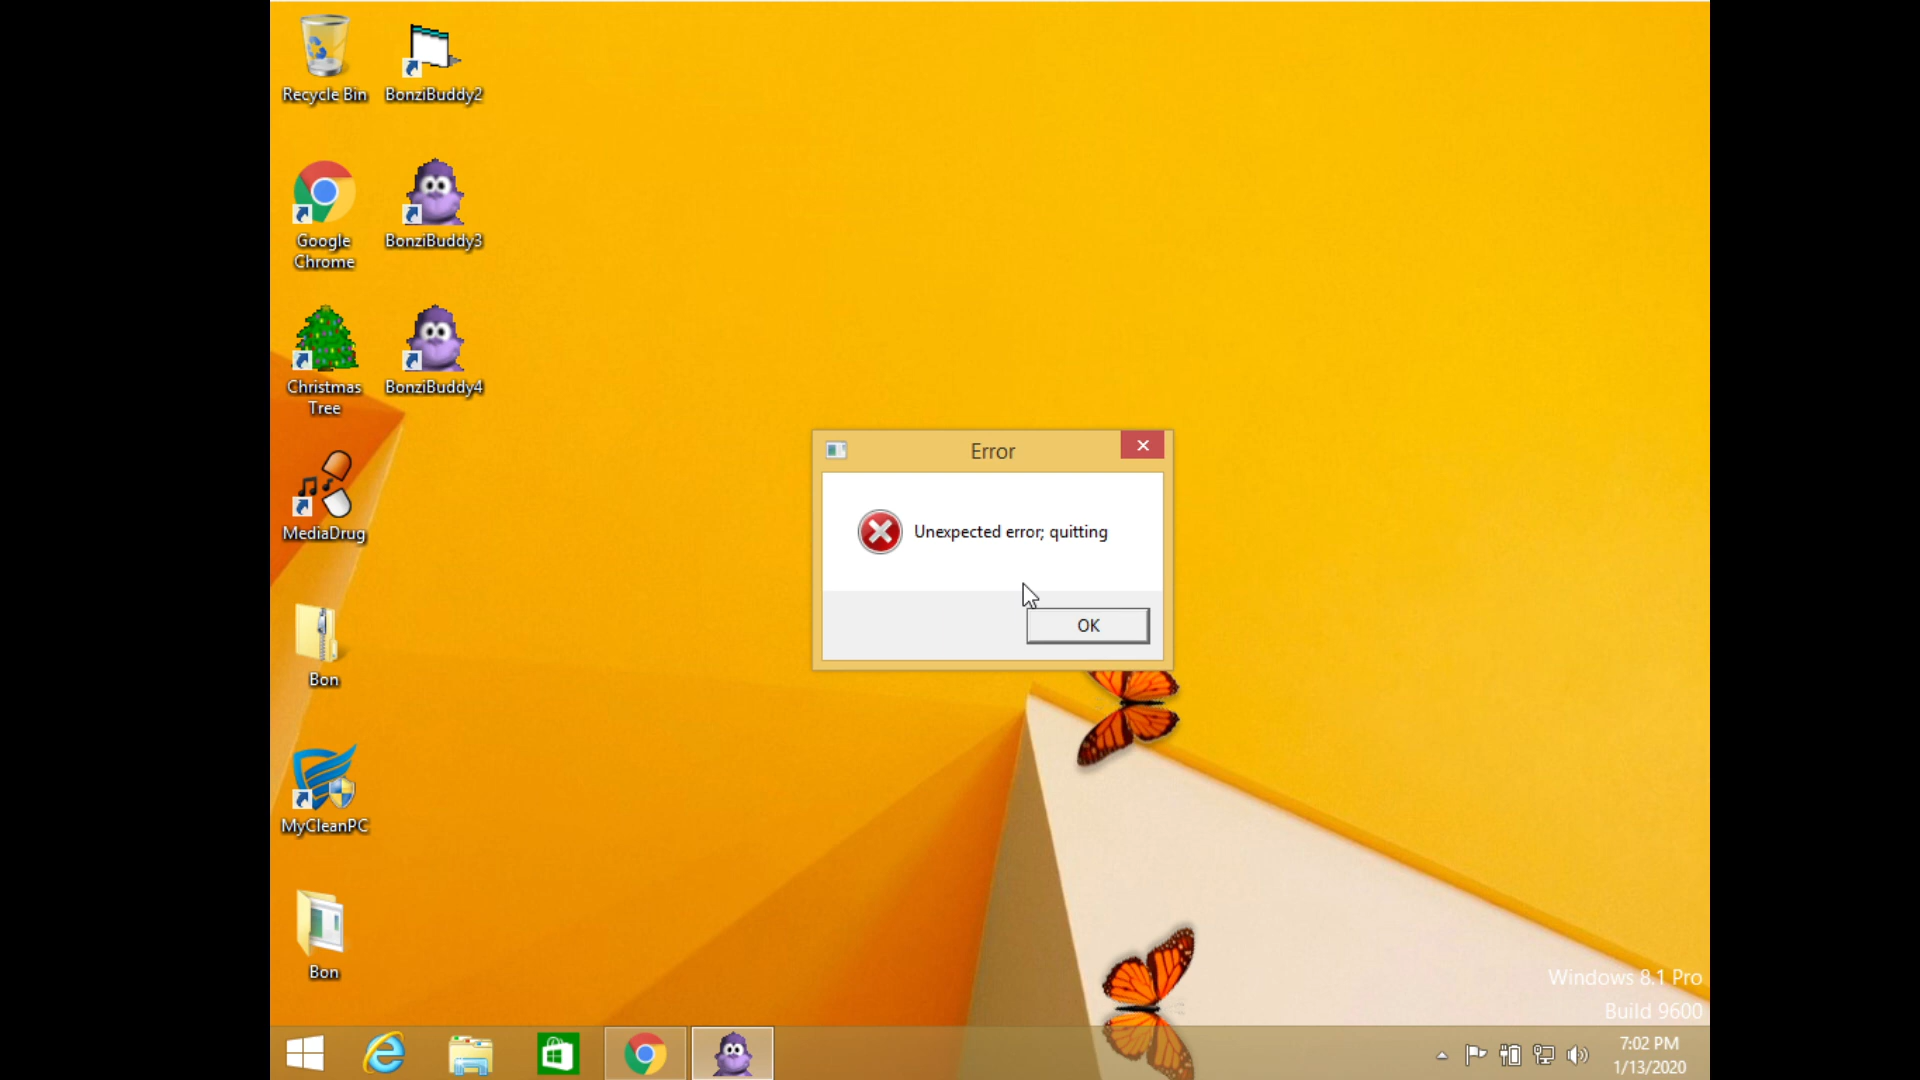 Recycle Bin
BonziBuddy2
Google
Chrome
BonziBuddy3
Christmas
Tree
BonziBuddy4
MediaDrug
Bon
MyCleanPC
Bon
Error
Unexpected error; quitting
OK
Windows 8.1 Pro
Build 9600
7:02 PM
1/13/2020